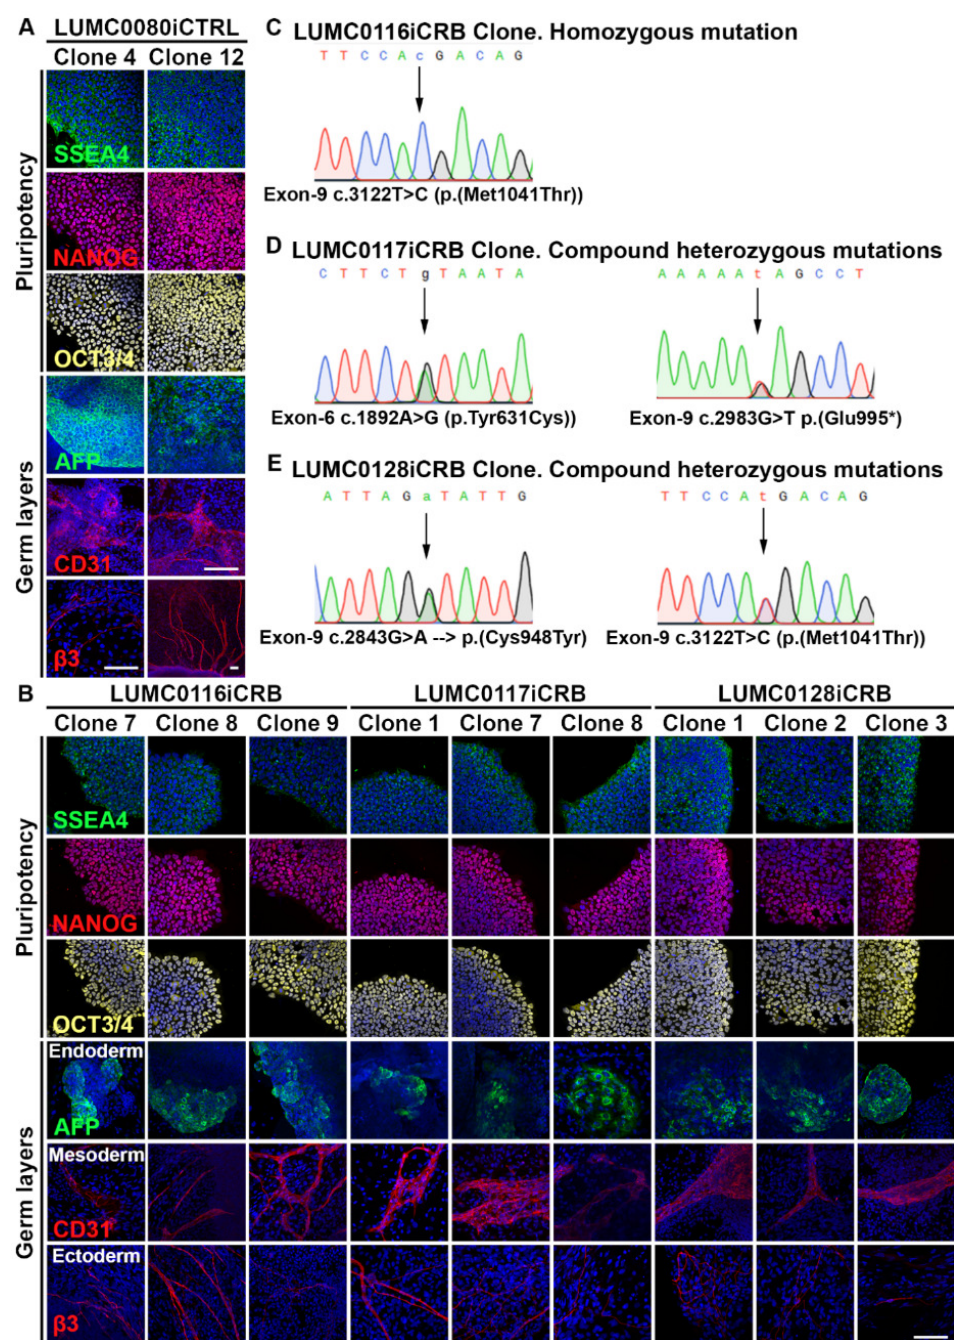 A LUMC0080iCTRL
Clone 4 Clone 12
Pluripotency
SSEA4
NANOG
OCT3/4
Germ layers
AFP
CD31
β3
C LUMC0116iCRB Clone. Homozygous mutation
T T C C A c G A C A G
Exon-9 c.3122T>C (p.(Met1041Thr))
D LUMC0117iCRB Clone. Compound heterozygous mutations
C T T C T g T A A T A
A A A A A t A G C C T
Exon-6 c.1892A>G (p.Tyr631Cys))
Exon-9 c.2983G>T p.(Glu995*)
E LUMC0128iCRB Clone. Compound heterozygous mutations
A T T A G a T A T T G
T T C C A t G A C A G
Exon-9 c.2843G>A --> p.(Cys948Tyr)
Exon-9 c.3122T>C (p.(Met1041Thr))
B LUMC0116iCRB LUMC0117iCRB LUMC0128iCRB
Clone 7 Clone 8 Clone 9 Clone 1 Clone 7 Clone 8 Clone 1 Clone 2 Clone 3
Pluripotency
SSEA4
NANOG
OCT3/4
Germ layers
Endoderm
AFP
Mesoderm
CD31
Ectoderm
β3